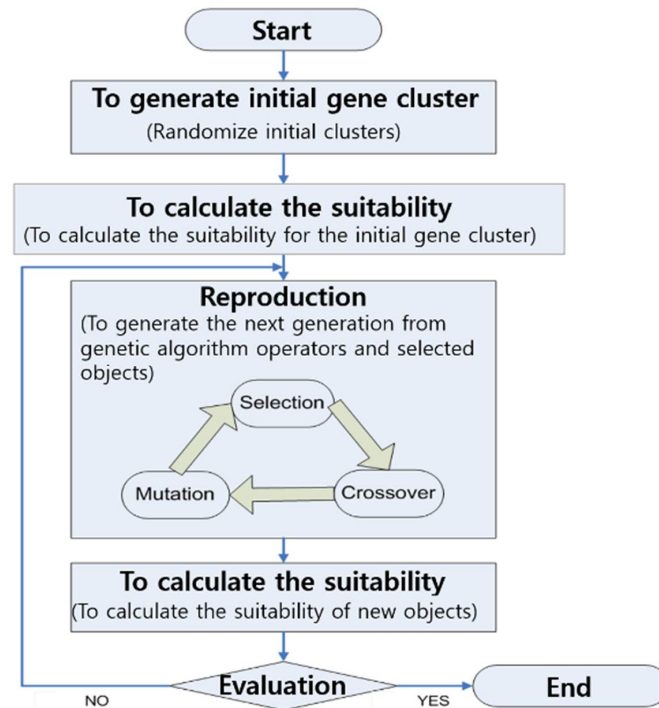 Start
To generate initial gene cluster
(Randomize initial clusters)
To calculate the suitability
(To calculate the suitability for the initial gene cluster)
Reproduction
(To generate the next generation from
genetic algorithm operators and selected
objects)
Selection
Mutation
Crossover
To calculate the suitability
(To calculate the suitability of new objects)
Evaluation
End
NO
YES